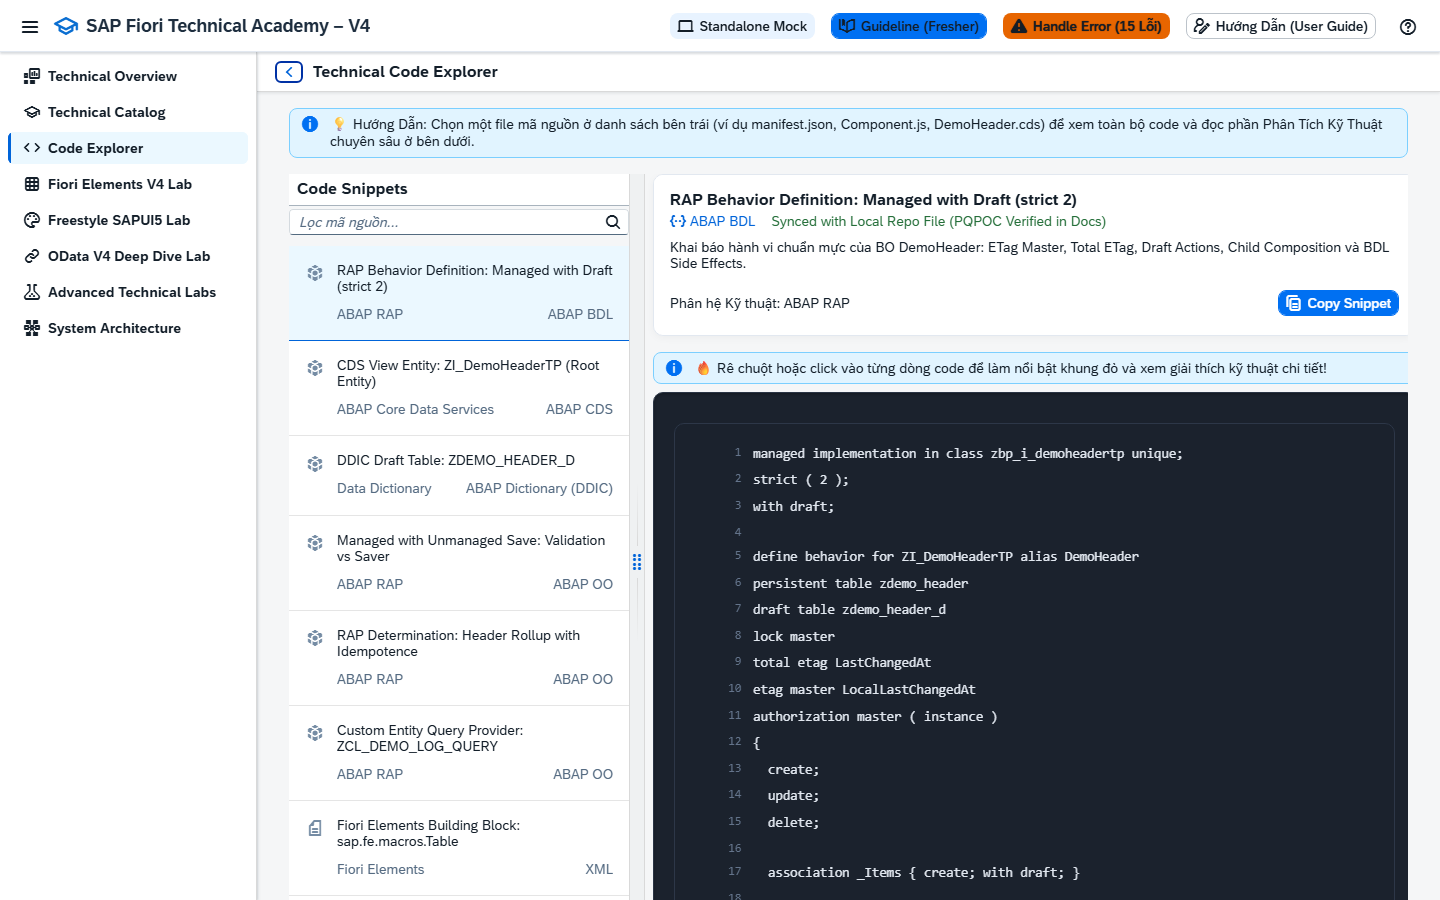 SAP Fiori Technical Academy – V4
Standalone Mock
Guideline (Fresher)
Handle Error (15 Lỗi)
Hướng Dẫn (User Guide)
Technical Overview
Technical Catalog
Code Explorer
Fiori Elements V4 Lab
Freestyle SAPUI5 Lab
OData V4 Deep Dive Lab
Advanced Technical Labs
System Architecture
Technical Code Explorer
💡 Hướng Dẫn: Chọn một file mã nguồn ở danh sách bên trái (ví dụ manifest.json, Component.js, DemoHeader.cds) để xem toàn bộ code và đọc phần Phân Tích Kỹ Thuật
chuyên sâu ở bên dưới.
Code Snippets
Lọc mã nguồn...
RAP Behavior Definition: Managed with Draft
(strict 2)
ABAP RAP ABAP BDL
CDS View Entity: ZI_DemoHeaderTP (Root
Entity)
ABAP Core Data Services ABAP CDS
DDIC Draft Table: ZDEMO_HEADER_D
Data Dictionary ABAP Dictionary (DDIC)
Managed with Unmanaged Save: Validation
vs Saver
ABAP RAP ABAP OO
RAP Determination: Header Rollup with
Idempotence
ABAP RAP ABAP OO
Custom Entity Query Provider:
ZCL_DEMO_LOG_QUERY
ABAP RAP ABAP OO
Fiori Elements Building Block:
sap.fe.macros.Table
Fiori Elements XML
RAP Behavior Definition: Managed with Draft (strict 2)
ABAP BDL Synced with Local Repo File (PQPOC Verified in Docs)
Khai báo hành vi chuẩn mực của BO DemoHeader: ETag Master, Total ETag, Draft Actions, Child Composition và BDL
Side Effects.
Phân hệ Kỹ thuật: ABAP RAP
Copy Snippet
🔥 Rê chuột hoặc click vào từng dòng code để làm nổi bật khung đỏ và xem giải thích kỹ thuật chi tiết!
1 managed implementation in class zbp_i_demoheadertp unique;
2 strict ( 2 );
3 with draft;
4
5 define behavior for ZI_DemoHeaderTP alias DemoHeader
6 persistent table zdemo_header
7 draft table zdemo_header_d
8 lock master
9 total etag LastChangedAt
10 etag master LocalLastChangedAt
11 authorization master ( instance )
12 {
13 create;
14 update;
15 delete;
16
17 association _Items { create; with draft; }
18